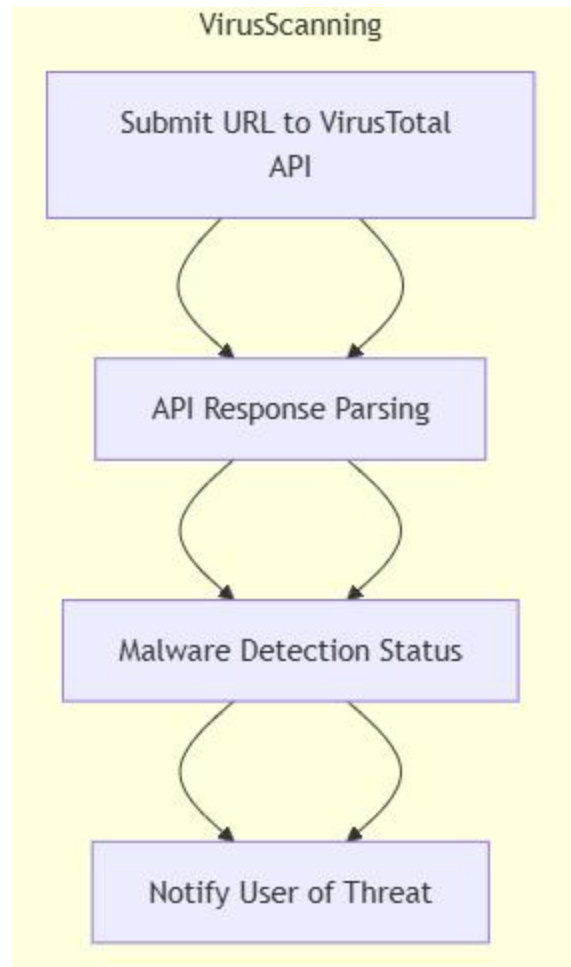 VirusScanning
Submit URL to VirusTotal
API
API Response Parsing
Malware Detection Status
Notify User of Threat